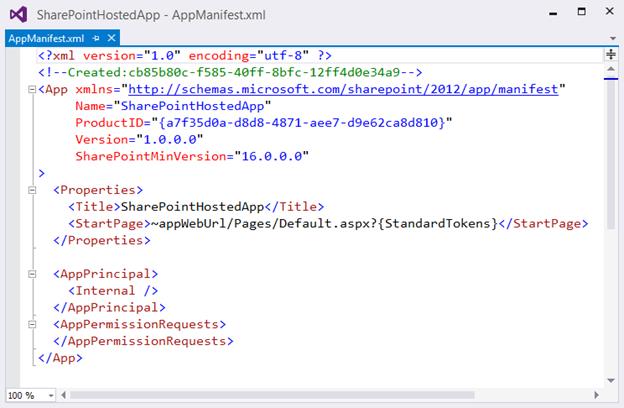 SharePointHostedApp - AppManifest.xml
AppManifest.xml
<?xml version="1.0" encoding="utf-8" ?>
<!--Created:cb85b80c-f585-40ff-8bfc-12ff4d0e34a9-->
<App xmlns="http://schemas.microsoft.com/sharepoint/2012/app/manifest"
Name="SharePointHostedApp"
ProductID="{a7f35d0a-d8d8-4871-aee7-d9e62ca8d810}"
Version="1.0.0.0"
SharePointMinVersion="16.0.0.0"
>
<Properties>
<Title>SharePointHostedApp</Title>
<StartPage>~appWebUrl/Pages/Default.aspx?{StandardTokens}</StartPage>
</Properties>
<AppPrincipal>
<Internal />
</AppPrincipal>
<AppPermissionRequests>
</AppPermissionRequests>
</App>
100 %